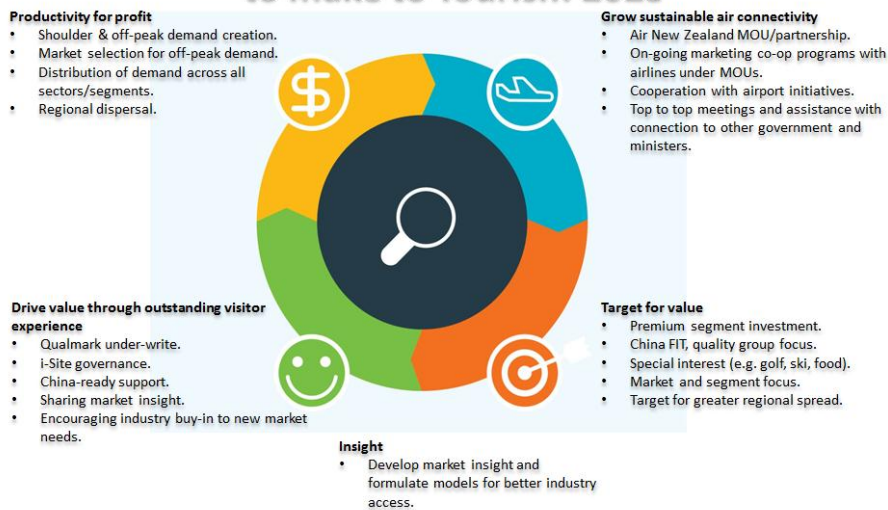 to make to Tourism 2025
Productivity for profit
• Shoulder & off-peak demand creation.
• Market selection for off-peak demand.
• Distribution of demand across all
sectors/segments.
• Regional dispersal.
Grow sustainable air connectivity
• Air New Zealand MOU/partnership.
• On-going marketing co-op programs with
airlines under MOUs.
• Cooperation with airport initiatives.
• Top to top meetings and assistance with
connection to other government and
ministers.
Drive value through outstanding visitor
experience
• Qualmark under-write.
• i-Site governance.
• China-ready support.
• Sharing market insight.
• Encouraging industry buy-in to new market
needs.
Target for value
• Premium segment investment.
• China FIT, quality group focus.
• Special interest (e.g. golf, ski, food).
• Market and segment focus.
• Target for greater regional spread.
Insight
• Develop market insight and
formulate models for better industry
access.